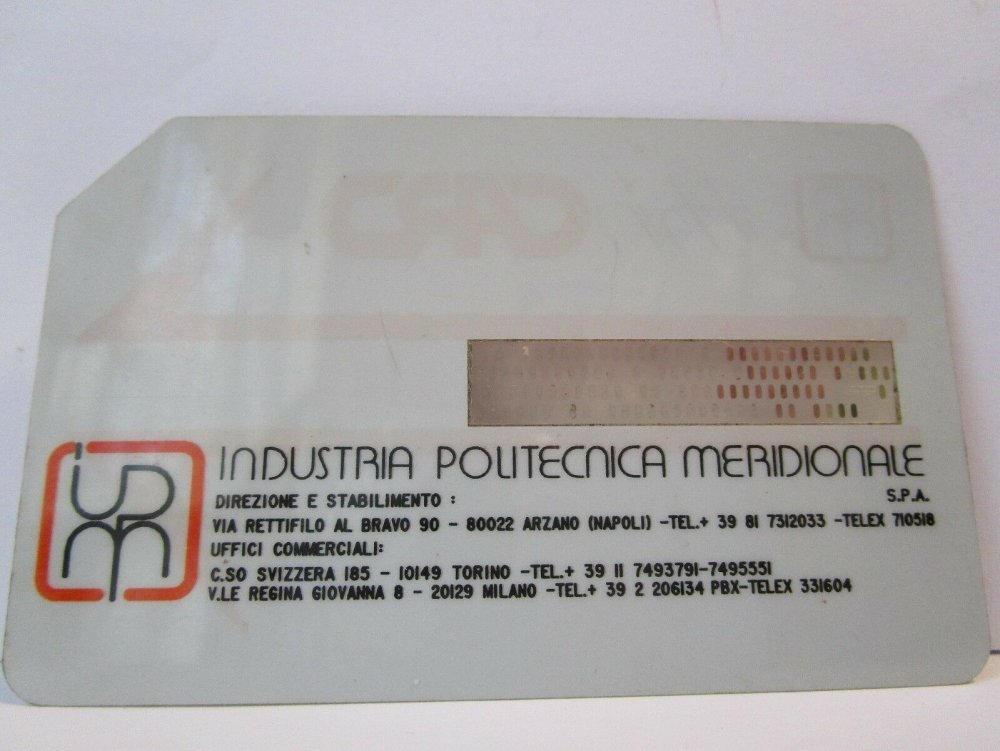 CARD
INDUSTRIA POLITECNICA MERIDIONALE
S.P.A.
DIREZIONE E STABILIMENTO :
VIA RETTIFILO AL BRAVO 90 - 80022 ARZANO (NAPOLI) -TEL.+ 39 81 7312033 -TELEX 710518
UFFICI COMMERCIALI:
C.SO SVIZZERA 185 - 10149 TORINO -TEL.+ 39 11 7493791-7495551
V.LE REGINA GIOVANNA 8 - 20129 MILANO -TEL.+ 39 2 206134 PBX-TELEX 331604
ipm